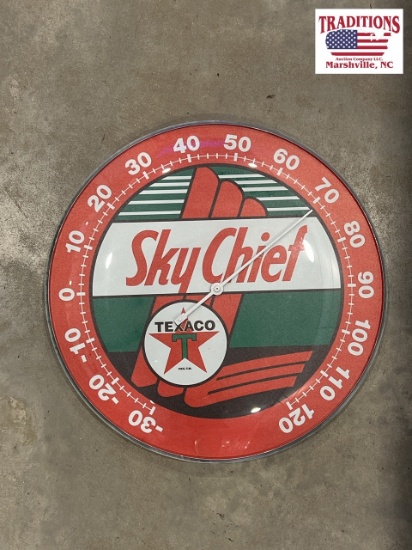 TRADITIONS
Auction Company LLC.
Marshville, NC
-30 -20 -10 0 10 20 30 40 50 60 70 80 90 100 110 120
Sky Chief
TEXACO
T